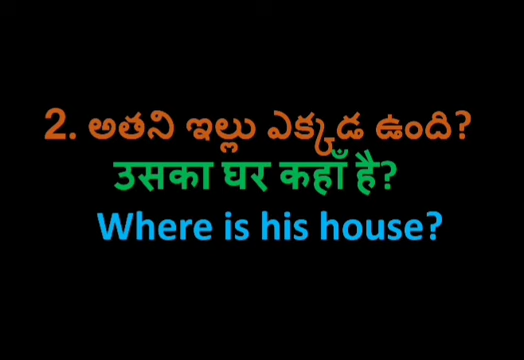 2. అతని ఇల్లు ఎక్కడ ఉంది?
उसका घर कहाँ है?
Where is his house?